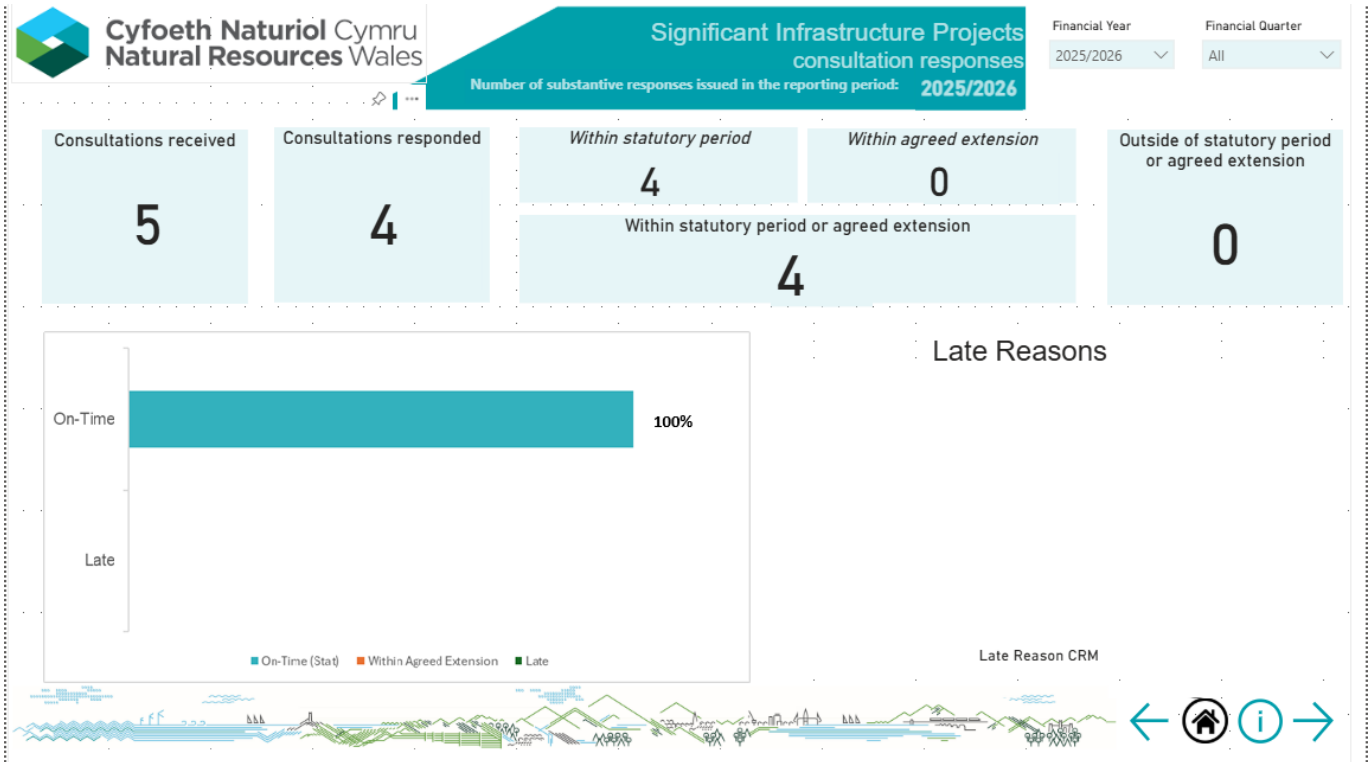 Cyfoeth Naturiol Cymru
Natural Resources Wales
Significant Infrastructure Projects
consultation responses
Number of substantive responses issued in the reporting period: 2025/2026
Financial Year
2025/2026
Financial Quarter
All
Consultations received
5
Consultations responded
4
Within statutory period
4
Within agreed extension
0
Within statutory period or agreed extension
4
Outside of statutory period
or agreed extension
0
On-Time
100%
Late
On-Time (Stat) Within Agreed Extension Late
Late Reasons
Late Reason CRM